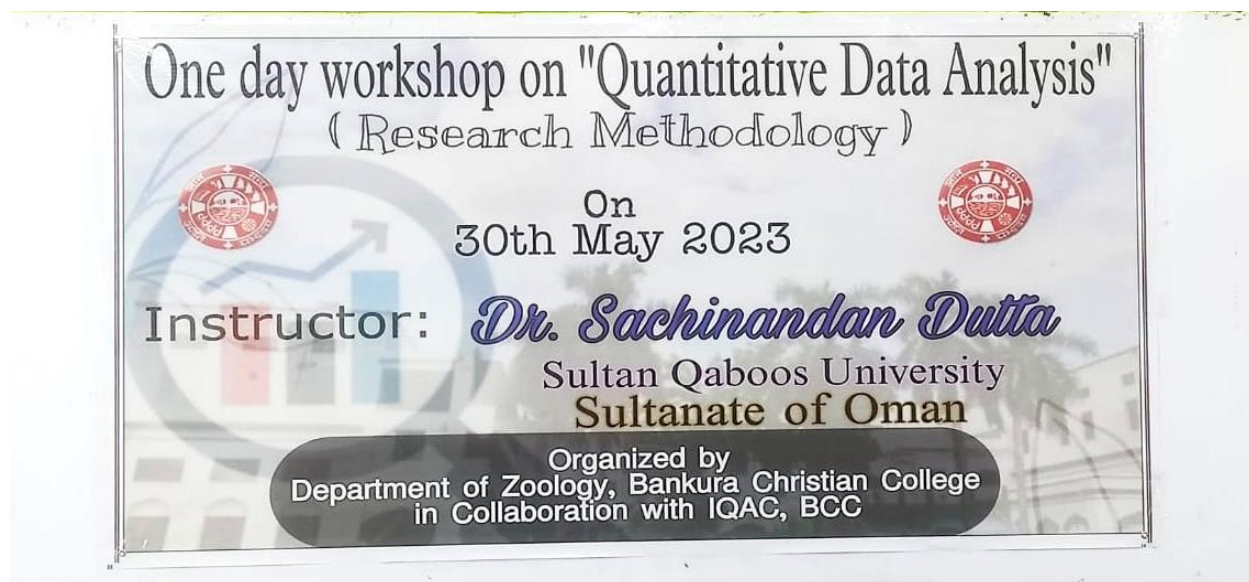 One day workshop on "Quantitative Data Analysis"
( Research Methodology )
On
30th May 2023
Instructor: Dr. Sachinandan Dutta
Sultan Qaboos University
Sultanate of Oman
Organized by
Department of Zoology, Bankura Christian College
in Collaboration with IQAC, BCC